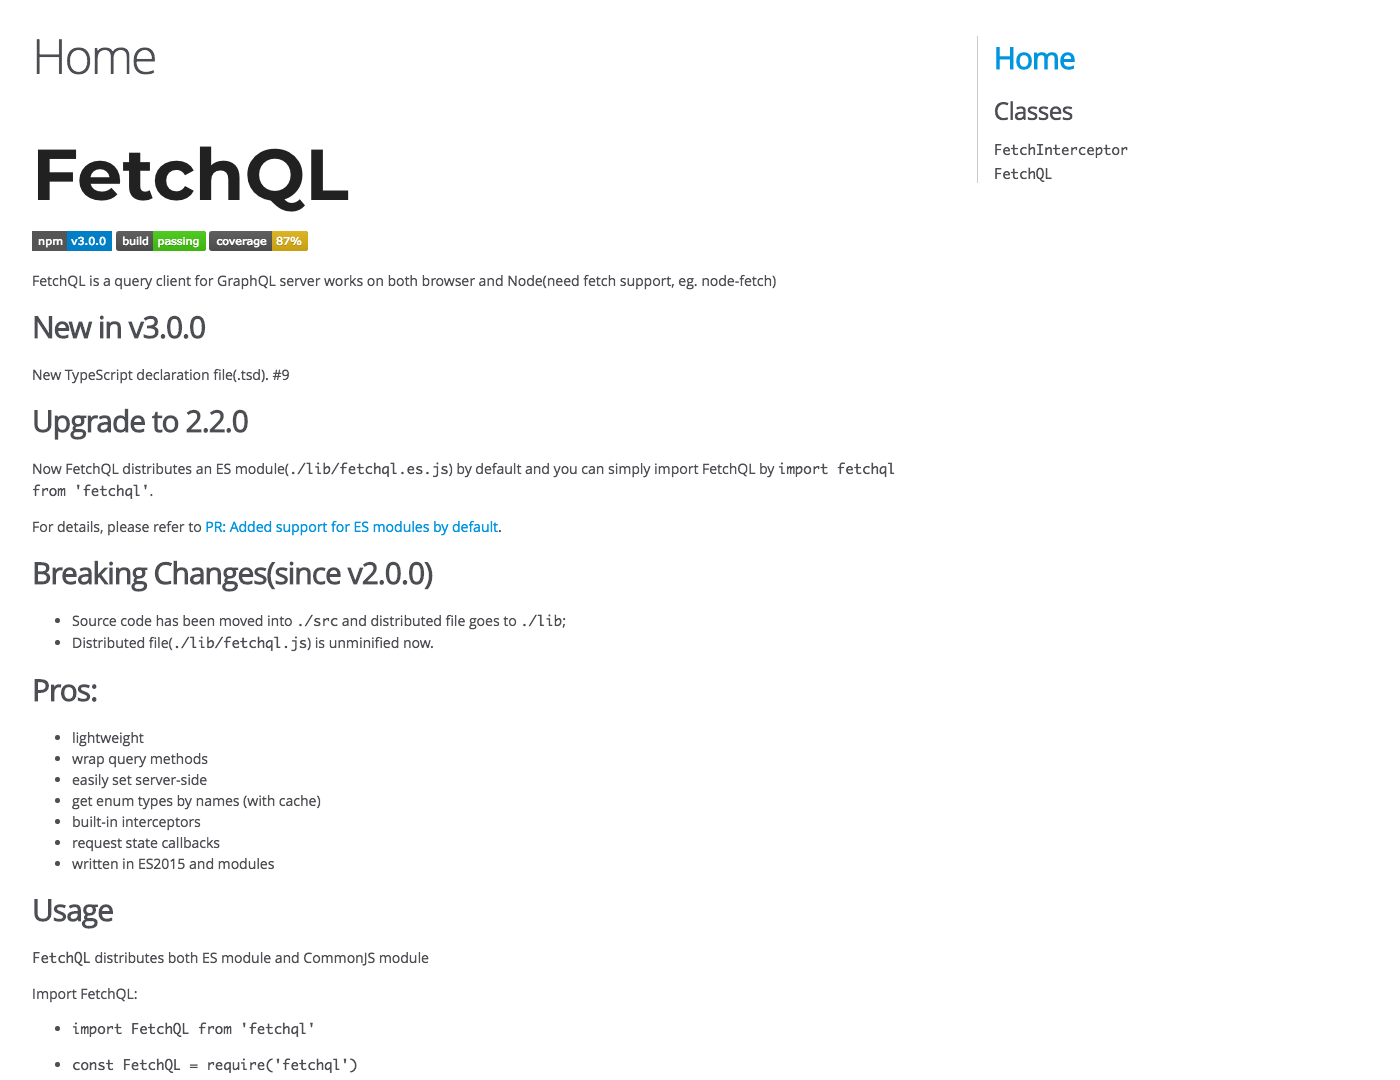 Home
FetchQL
npm v3.0.0 build passing coverage 87%
FetchQL is a query client for GraphQL server works on both browser and Node(need fetch support, eg. node-fetch)
New in v3.0.0
New TypeScript declaration file(.tsd). #9
Upgrade to 2.2.0
Now FetchQL distributes an ES module(./lib/fetchql.es.js) by default and you can simply import FetchQL by import fetchql
from 'fetchql'.
For details, please refer to PR: Added support for ES modules by default.
Breaking Changes(since v2.0.0)
• Source code has been moved into ./src and distributed file goes to ./lib;
• Distributed file(./lib/fetchql.js) is unminified now.
Pros:
• lightweight
• wrap query methods
• easily set server-side
• get enum types by names (with cache)
• built-in interceptors
• request state callbacks
• written in ES2015 and modules
Usage
FetchQL distributes both ES module and CommonJS module
Import FetchQL:
• import FetchQL from 'fetchql'
• const FetchQL = require('fetchql')
Home
Classes
FetchInterceptor
FetchQL